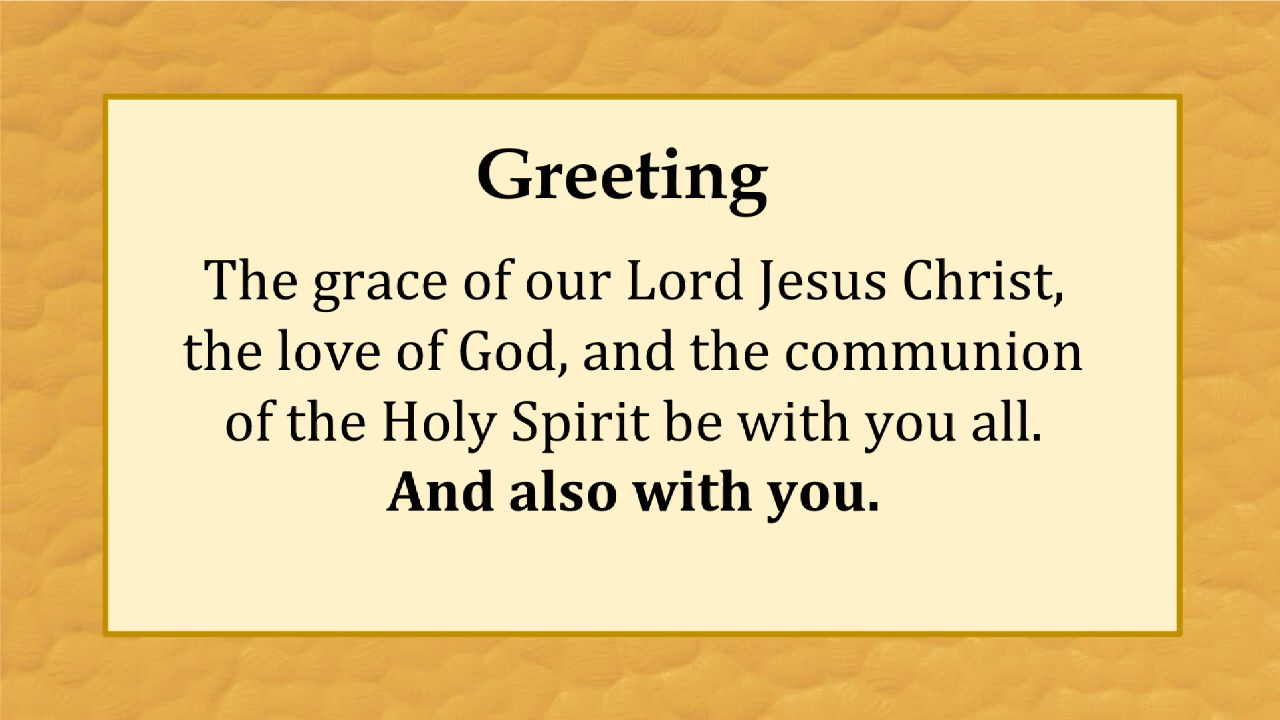 Greeting
The grace of our Lord Jesus Christ,
the love of God, and the communion
of the Holy Spirit be with you all.
And also with you.